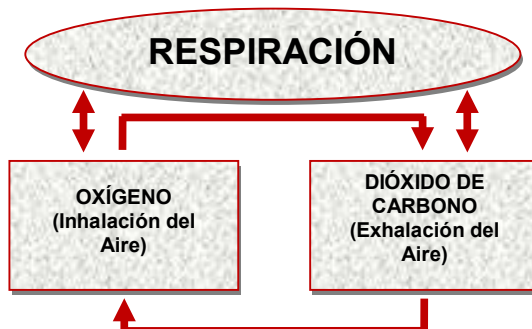 RESPIRACIÓN
OXÍGENO
(Inhalación del
Aire)
DIÓXIDO DE
CARBONO
(Exhalación del
Aire)